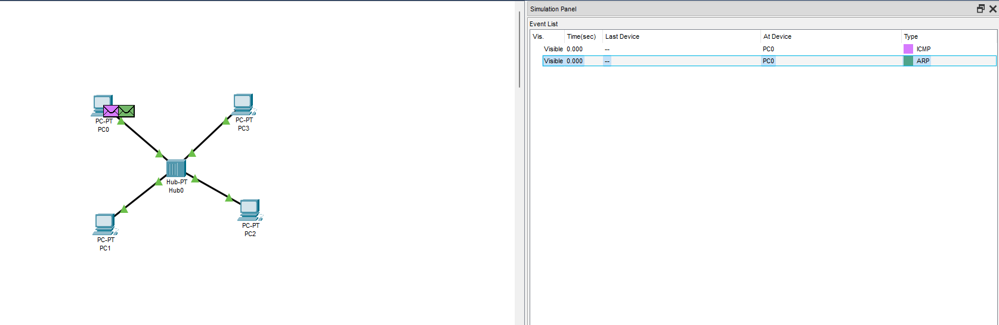 Simulation Panel
Event List
Vis. Time(sec) Last Device At Device Type
Visible 0.000 -- PC0 ICMP
Visible 0.000 -- PC0 ARP
PC-PT
PC0
PC-PT
PC3
Hub-PT
Hub0
PC-PT
PC2
PC-PT
PC1